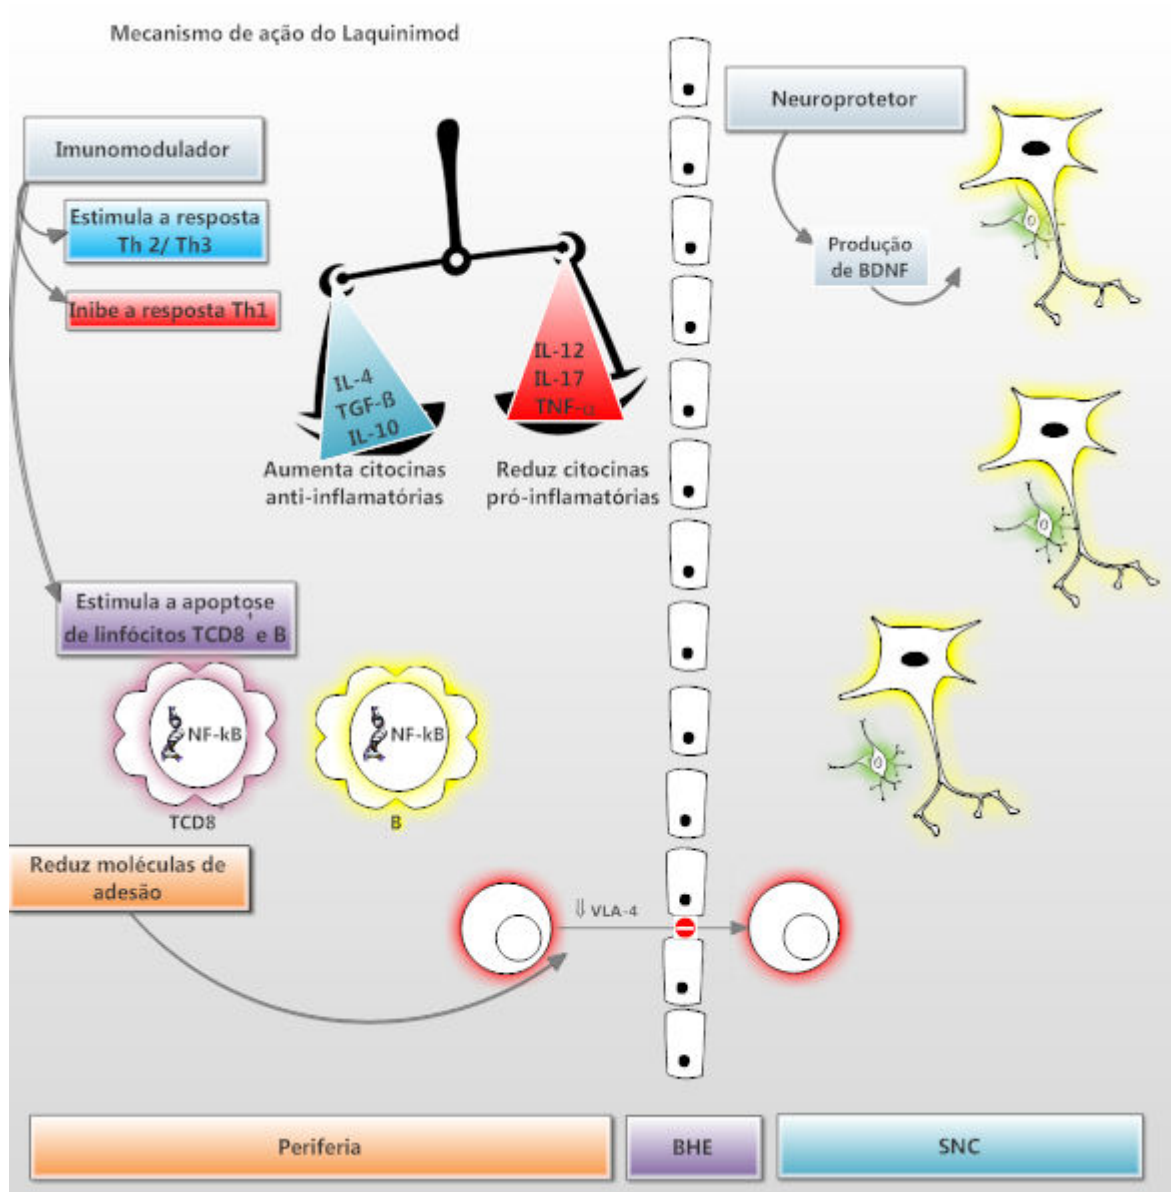 Mecanismo de ação do Laquinimod
Imunomodulador
Estimula a resposta
Th 2/ Th3
Inibe a resposta Th1
IL-4
TGF-ß
IL-10
IL-12
IL-17
TNF-α
Aumenta citocinas
anti-inflamatórias
Reduz citocinas
pró-inflamatórias
Neuroprotetor
Produção
de BDNF
Estimula a apoptose
de linfócitos TCD8⁺ e B
NF-kB
NF-kB
TCD8
B
Reduz moléculas de
adesão
⇓ VLA-4
Periferia
BHE
SNC